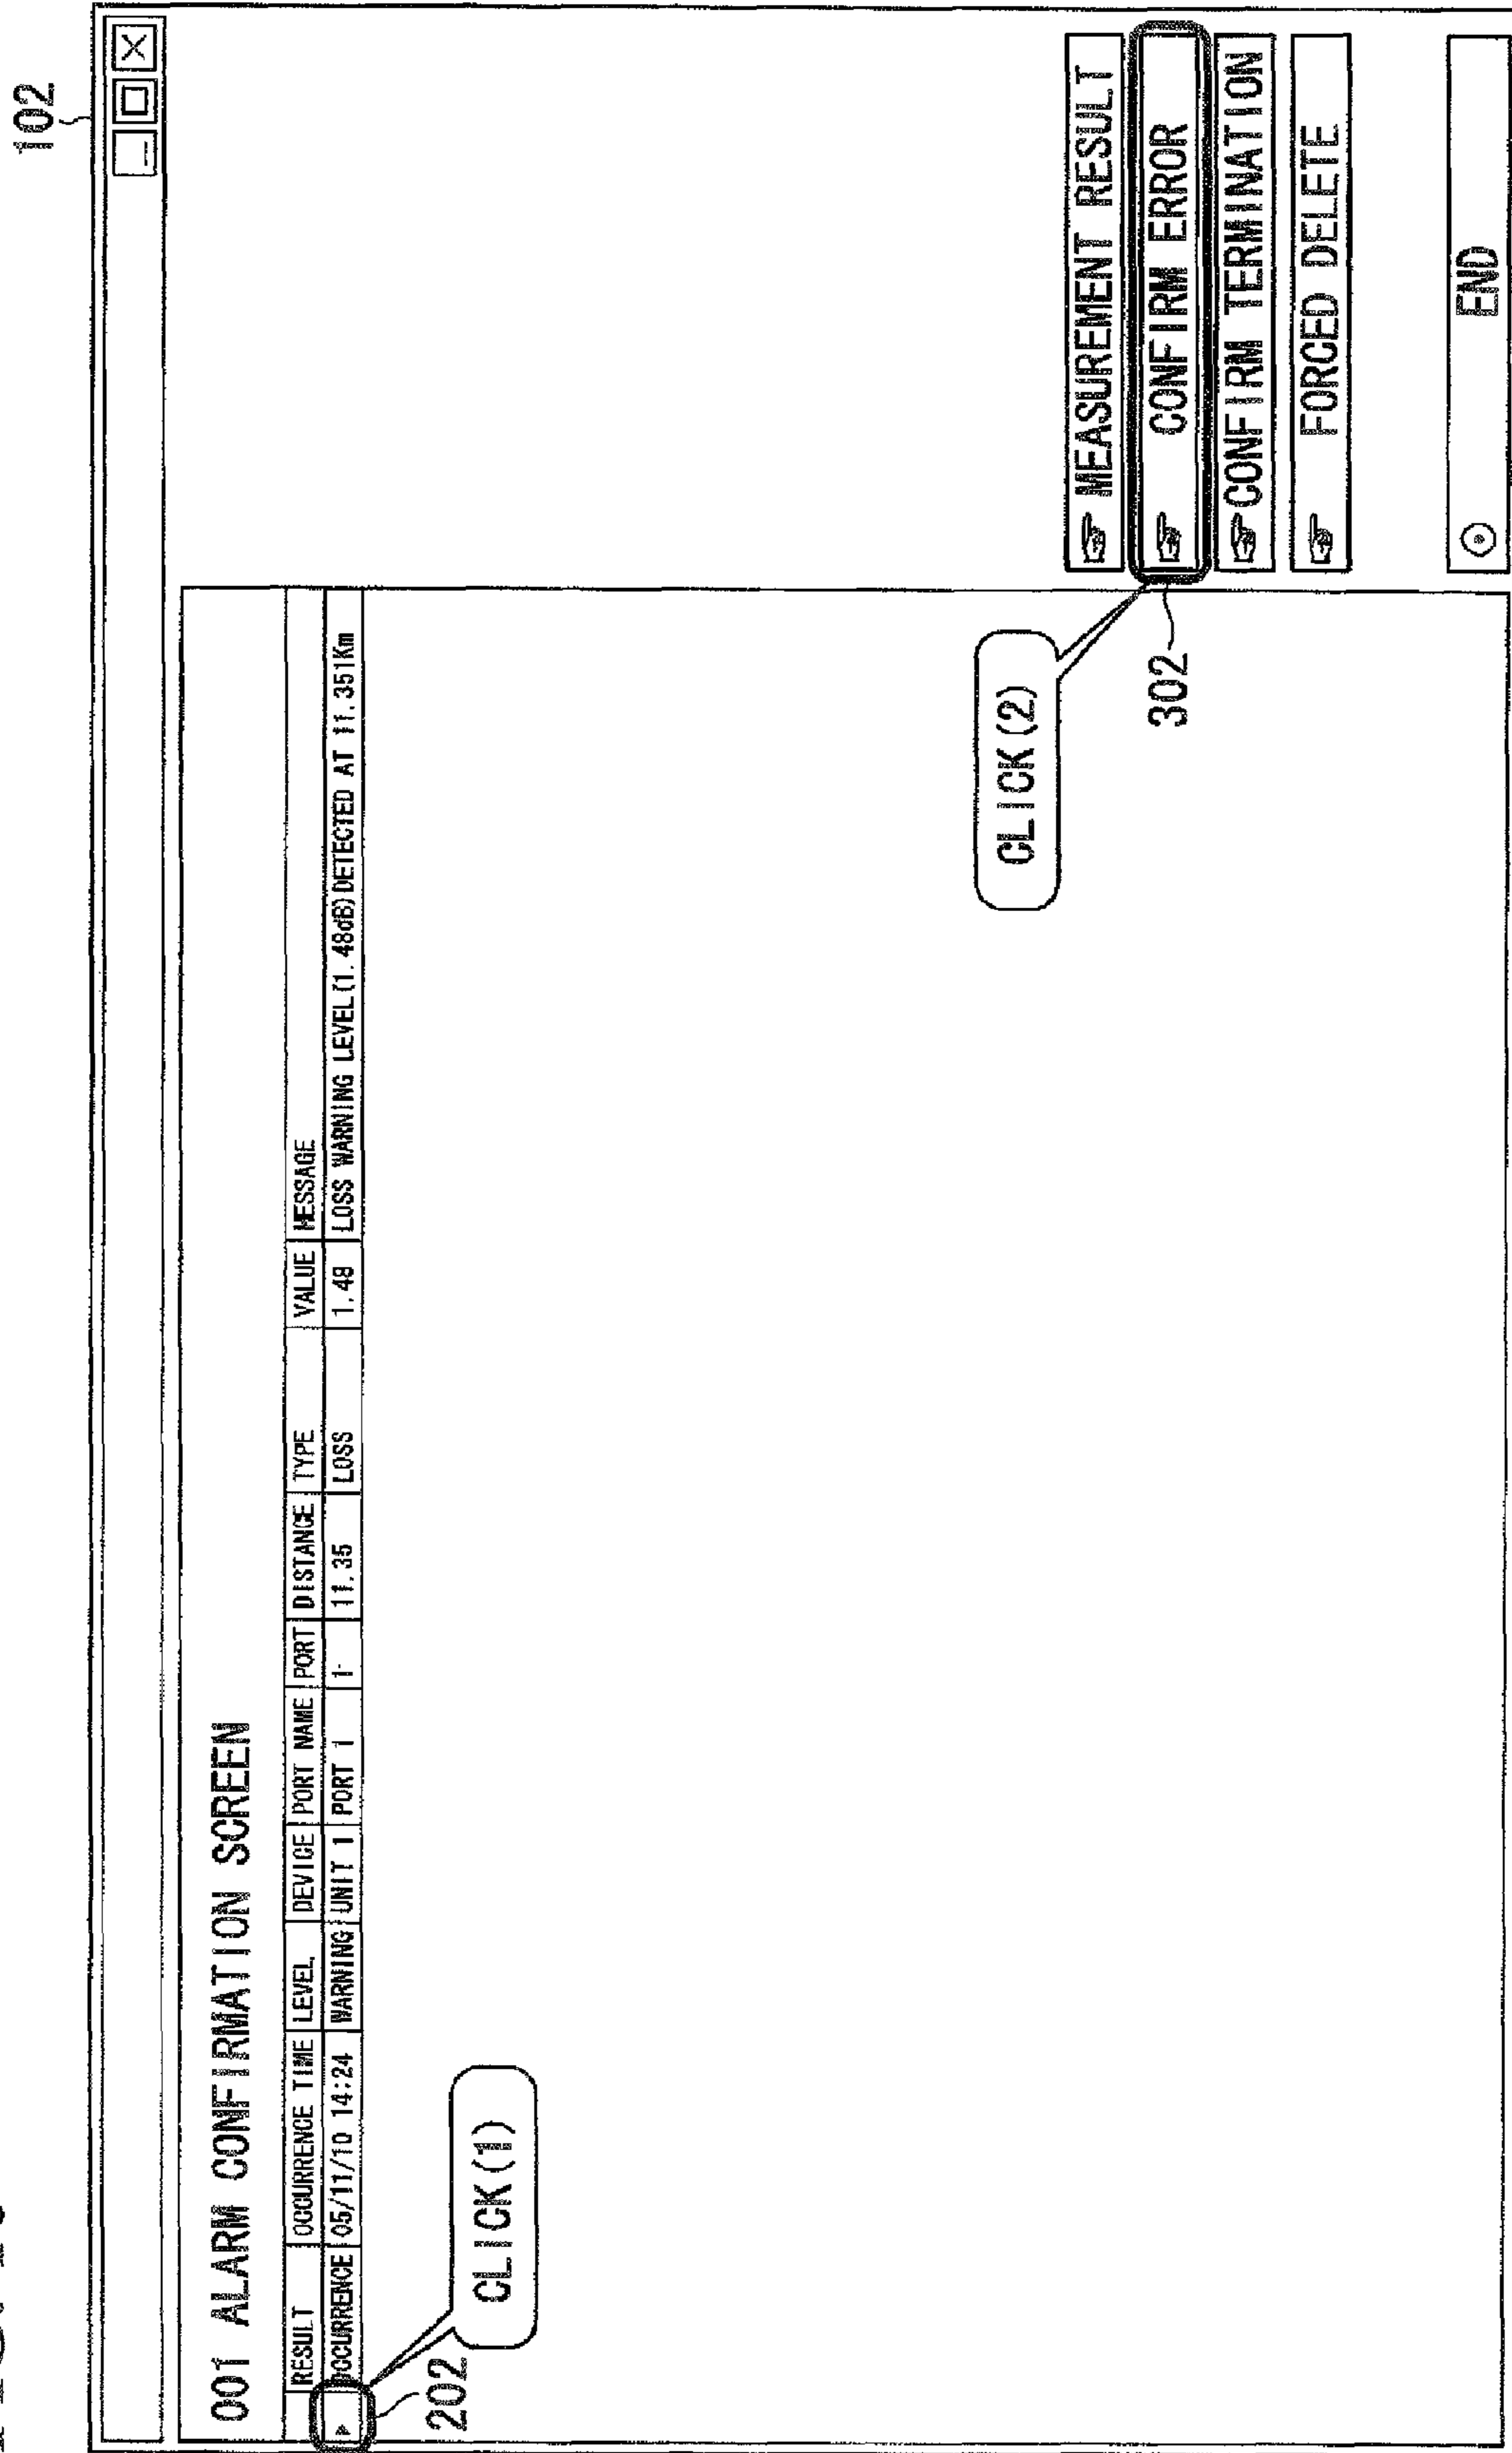 102
001 ALARM CONFIRMATION SCREEN
RESULT OCCURRENCE TIME LEVEL DEVICE PORT NAME PORT DISTANCE TYPE VALUE MESSAGE
OCCURRENCE 05/11/10 14:24 WARNING UNIT 1 PORT 1 1 11.35 LOSS 1.48 LOSS WARNING LEVEL(1.48dB)DETECTED AT 11.351Km
202
CLICK(1)
CLICK(2)
302
MEASUREMENT RESULT
CONFIRM ERROR
CONFIRM TERMINATION
FORCED DELETE
END